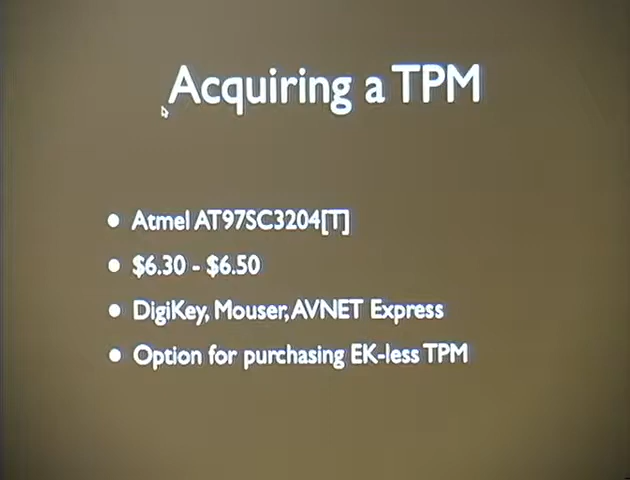 Acquiring a TPM
Atmel AT97SC3204[T]
$6.30 - $6.50
DigiKey, Mouser, AVNET Express
Option for purchasing EK-less TPM